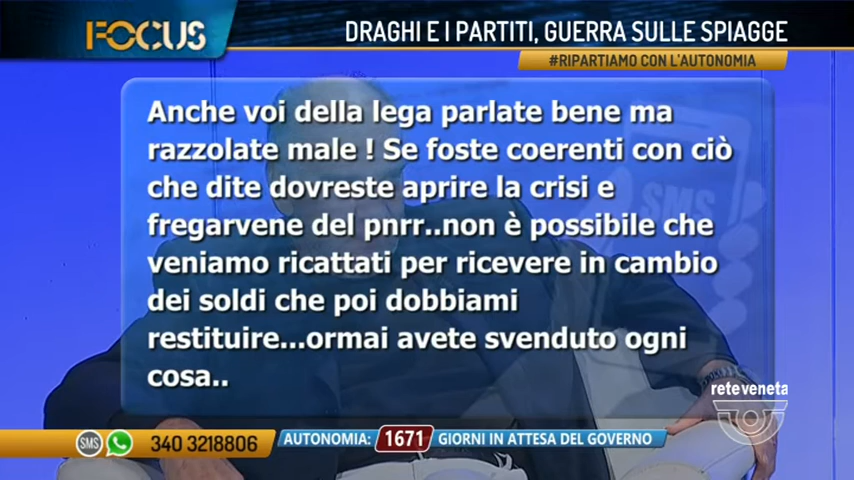 FOCUS
DRAGHI E I PARTITI, GUERRA SULLE SPIAGGE
#RIPARTIAMO CON L'AUTONOMIA
Anche voi della lega parlate bene ma
razzolate male ! Se foste coerenti con ciò
che dite dovreste aprire la crisi e
fregarvene del pnrr..non è possibile che
veniamo ricattati per ricevere in cambio
dei soldi che poi dobbiami
restituire...ormai avete svenduto ogni
cosa..
SMS
reteveneta
SMS 340 3218806 AUTONOMIA: 1671 GIORNI IN ATTESA DEL GOVERNO